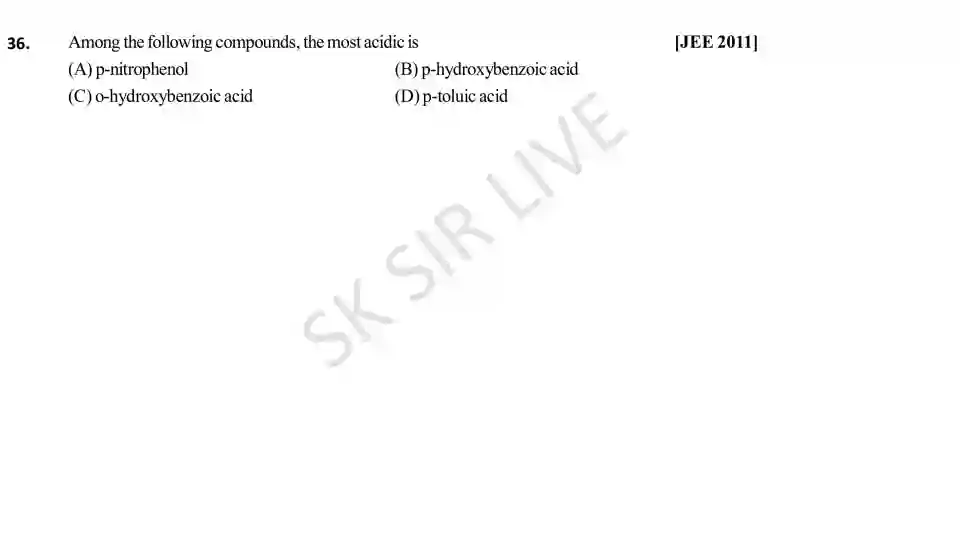 36. Among the following compounds, the most acidic is [JEE 2011]
(A) p-nitrophenol (B) p-hydroxybenzoic acid
(C) o-hydroxybenzoic acid (D) p-toluic acid
SK SIR LIVE